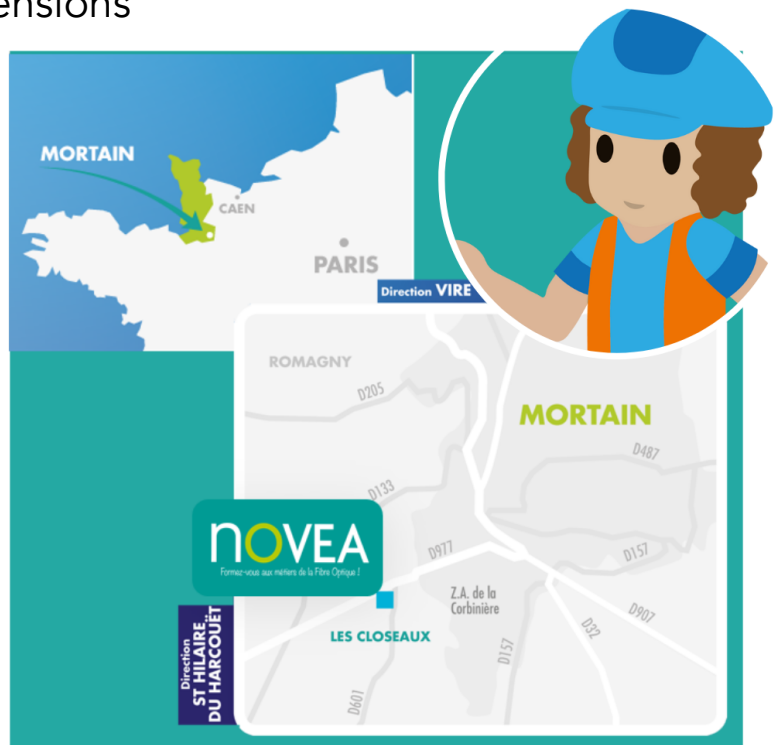 ensions
MORTAIN
CAEN
PARIS
Direction VIRE
ROMAGNY
D205
MORTAIN
D487
D133
NOVEA
Formez-vous aux métiers de la Fibre Optique !
D977
D157
Z.A. de la
Corbinière
D907
LES CLOSEAUX
D32
D157
Direction
ST HILAIRE
DU HARCOUËT
D601